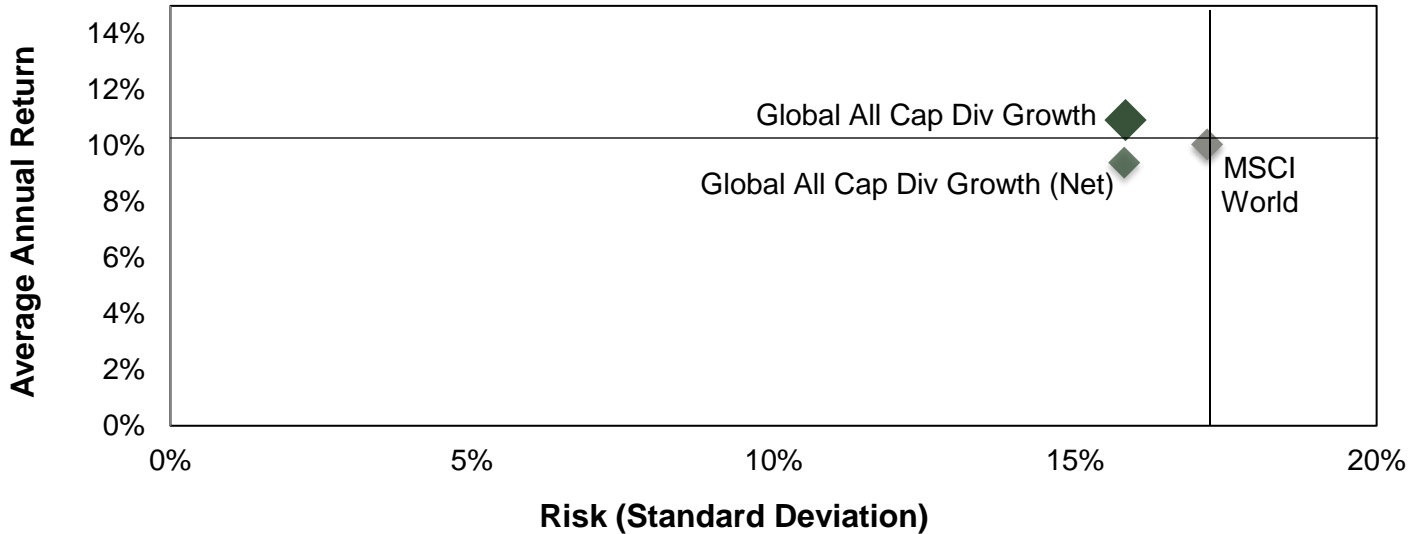 Average Annual Return
14%
12%
10%
8%
6%
4%
2%
0%
Global All Cap Div Growth
Global All Cap Div Growth (Net)
MSCI
World
0%
5%
10%
15%
20%
Risk (Standard Deviation)